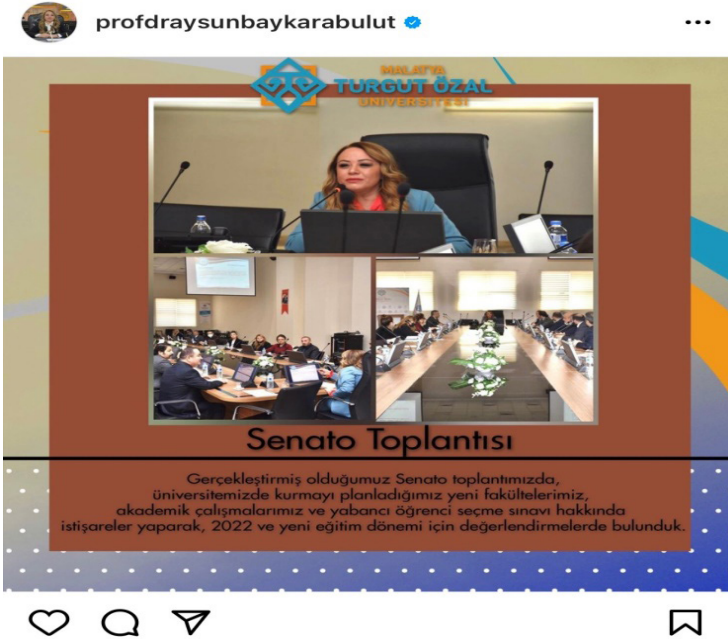 profdraysunbaykarabulut
MALATYA
TURGUT ÖZAL
ÜNİVERSİTESİ
Senato Toplantısı
Gerçekleştirmiş olduğumuz Senato toplantımızda,
üniversitemizde kurmayı planladığımız yeni fakültelerimiz,
akademik çalışmalarımız ve yabancı öğrenci seçme sınavı hakkında
istişareler yaparak, 2022 ve yeni eğitim dönemi için değerlendirmelerde bulunduk.